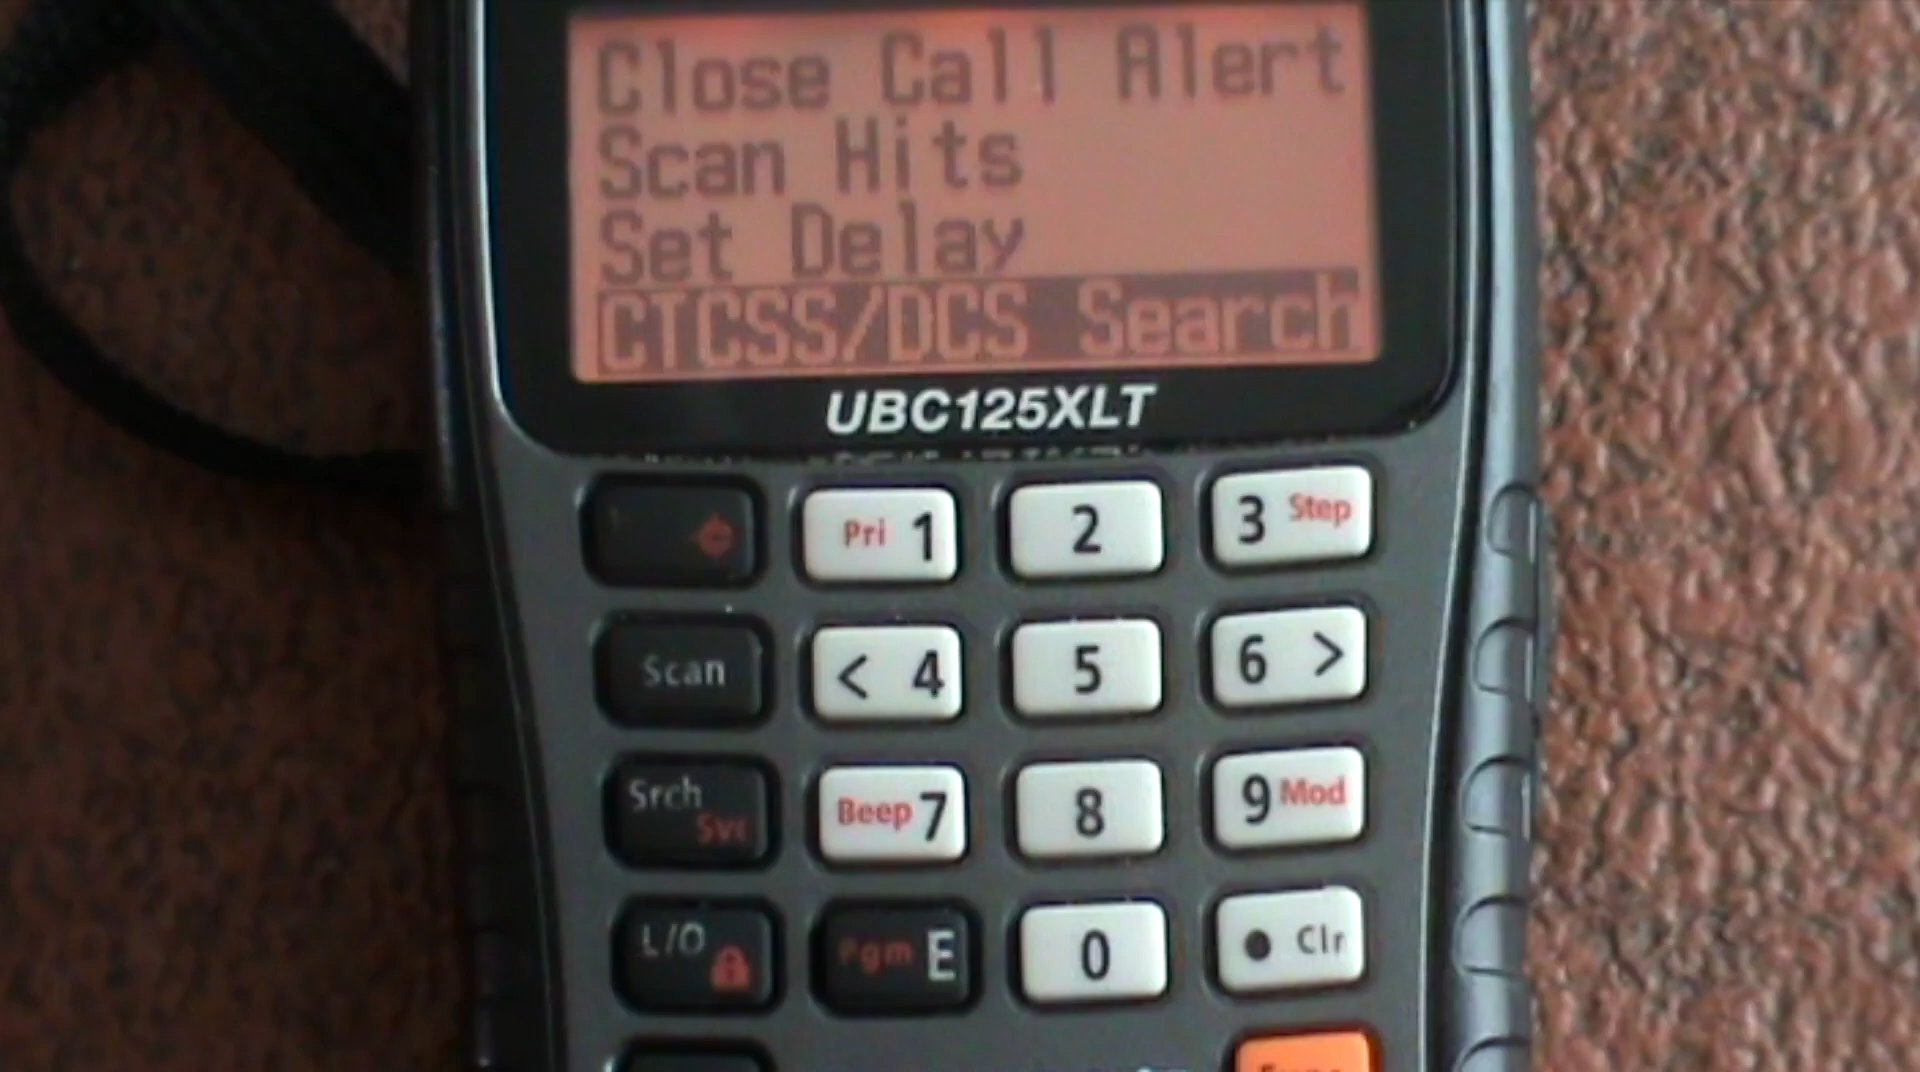 Close Call Alert
Scan Hits
Set Delay
CTCSS/DCS Search
UBC125XLT
Pri 1
2
3 Step
Scan
< 4
5
6 >
Srch
Svc
Beep 7
8
9 Mod
L/O
Pgm E
0
• Clr